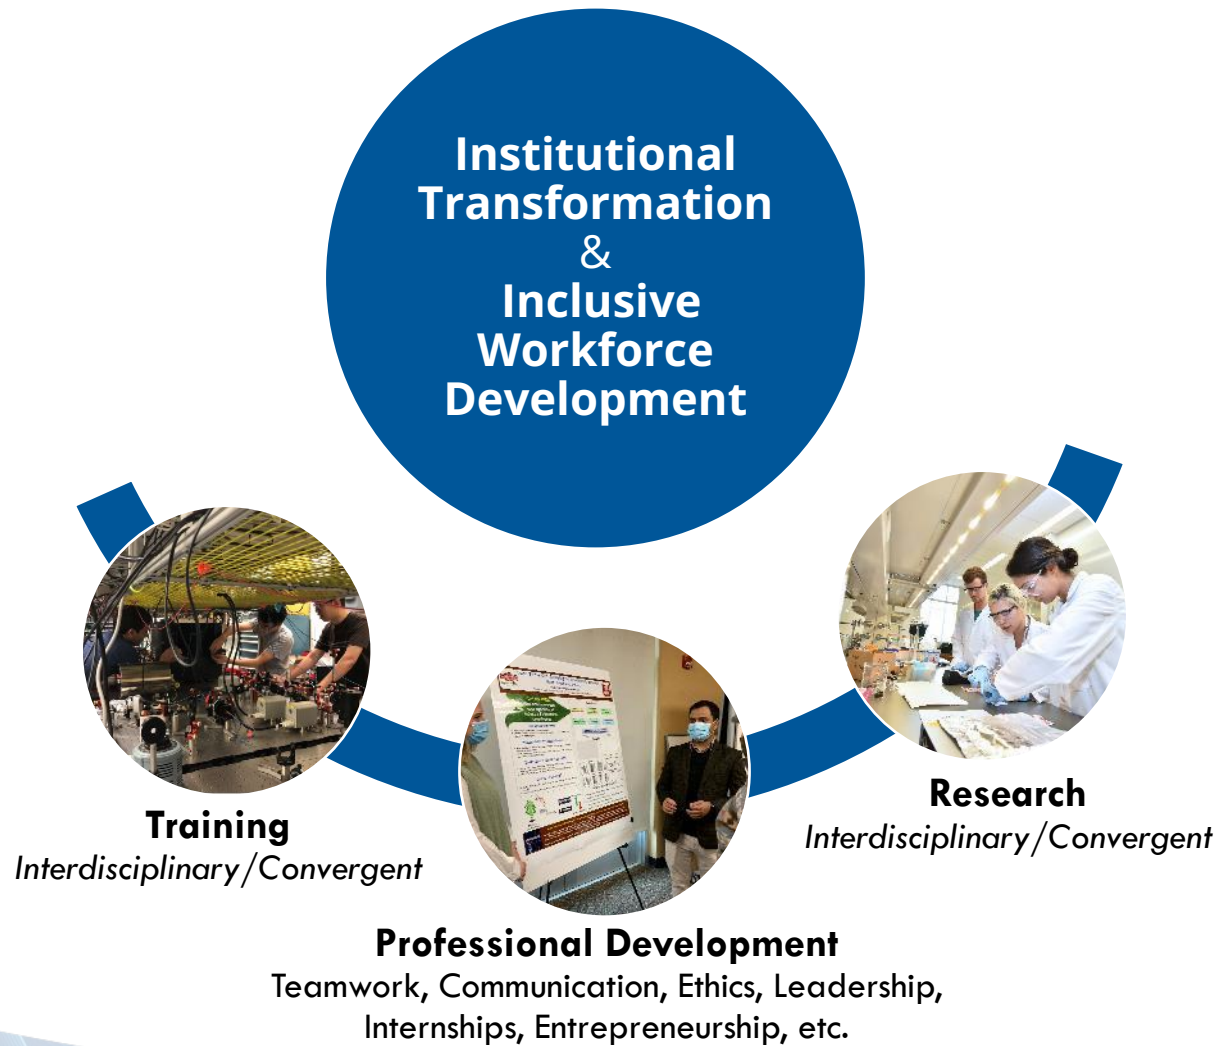 Institutional
Transformation
&
Inclusive
Workforce
Development
Training
Interdisciplinary/Convergent
Research
Interdisciplinary/Convergent
Professional Development
Teamwork, Communication, Ethics, Leadership,
Internships, Entrepreneurship, etc.